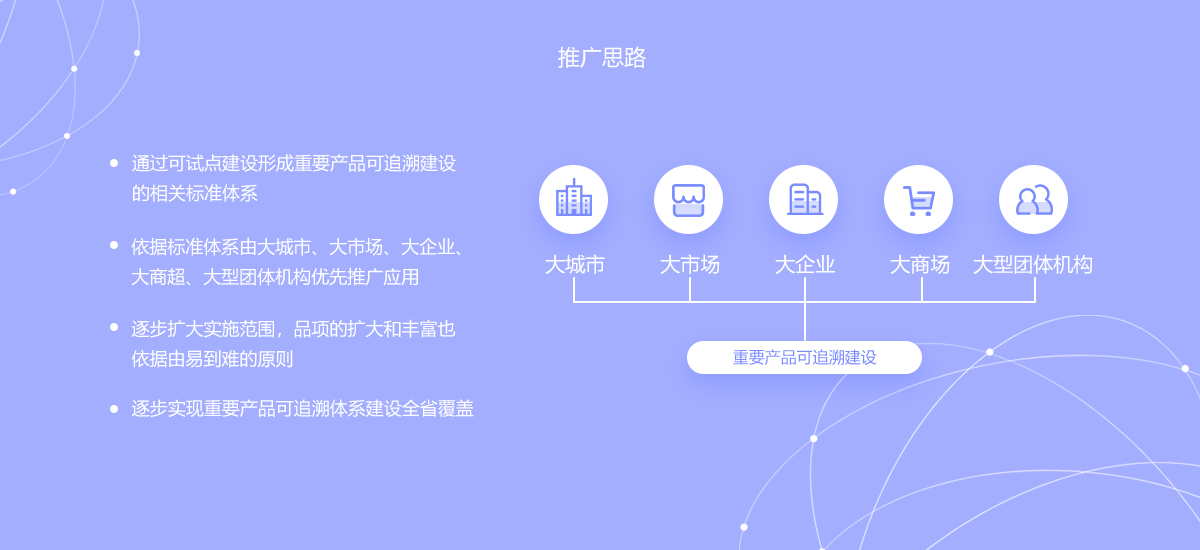 推广思路
通过可试点建设形成重要产品可追溯建设
的相关标准体系
依据标准体系由大城市、大市场、大企业、
大商超、大型团体机构优先推广应用
逐步扩大实施范围，品项的扩大和丰富也
依据由易到难的原则
逐步实现重要产品可追溯体系建设全省覆盖
大城市
大市场
大企业
大商场
大型团体机构
重要产品可追溯建设